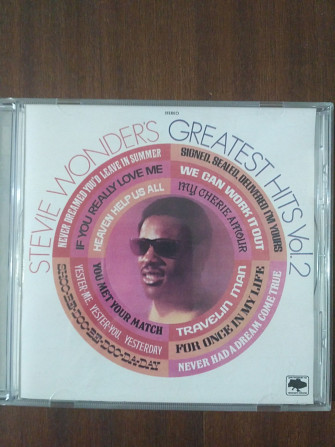 STEREO
STEVIE WONDER'S GREATEST HITS Vol. 2
NEVER DREAMED YOU'D LEAVE IN SUMMER
IF YOU REALLY LOVE ME
HEAVEN HELP US ALL
SIGNED, SEALED, DELIVERED I'M YOURS
WE CAN WORK IT OUT
MY CHERIE AMOUR
SHOO-BE-DOO-BE-DOO-DA-DAY
YESTER-ME, YESTER-YOU, YESTERDAY
YOU MET YOUR MATCH
TRAVELIN' MAN
FOR ONCE IN MY LIFE
NEVER HAD A DREAM COME TRUE